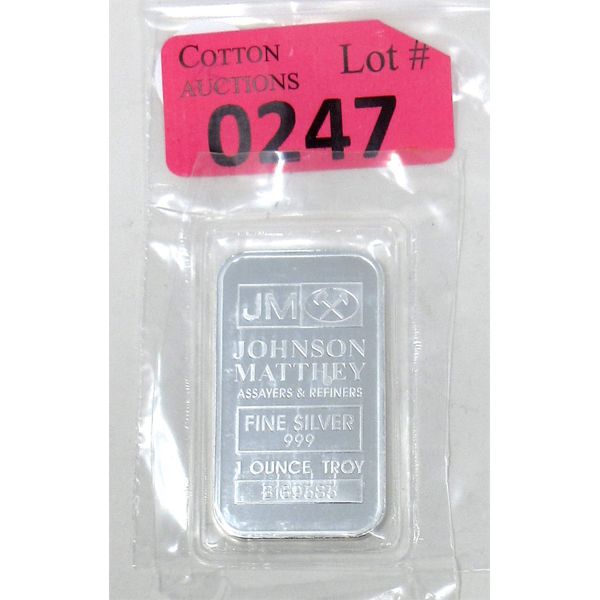 COTTON
AUCTIONS
Lot #
0247
JM
JOHNSON
MATTHEY
ASSAYERS & REFINERS
FINE SILVER
999
1 OUNCE TROY